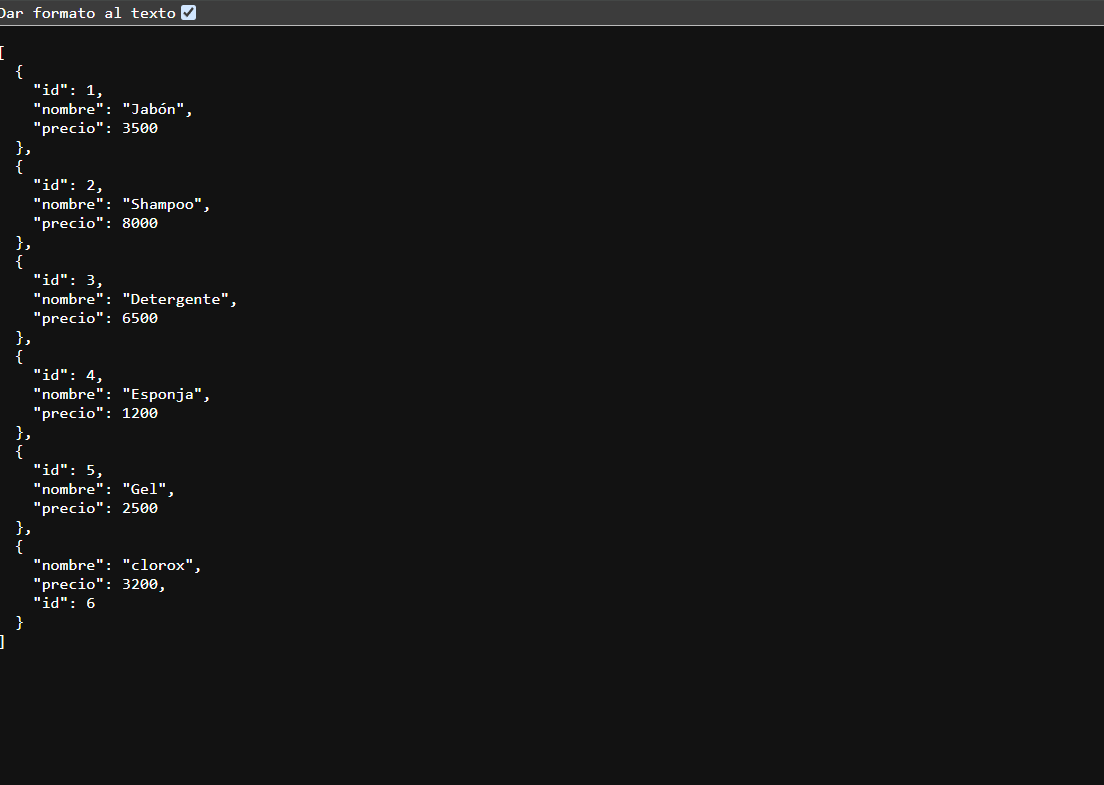 Dar formato al texto
[
  {
    "id": 1,
    "nombre": "Jabón",
    "precio": 3500
  },
  {
    "id": 2,
    "nombre": "Shampoo",
    "precio": 8000
  },
  {
    "id": 3,
    "nombre": "Detergente",
    "precio": 6500
  },
  {
    "id": 4,
    "nombre": "Esponja",
    "precio": 1200
  },
  {
    "id": 5,
    "nombre": "Gel",
    "precio": 2500
  },
  {
    "nombre": "clorox",
    "precio": 3200,
    "id": 6
  }
]